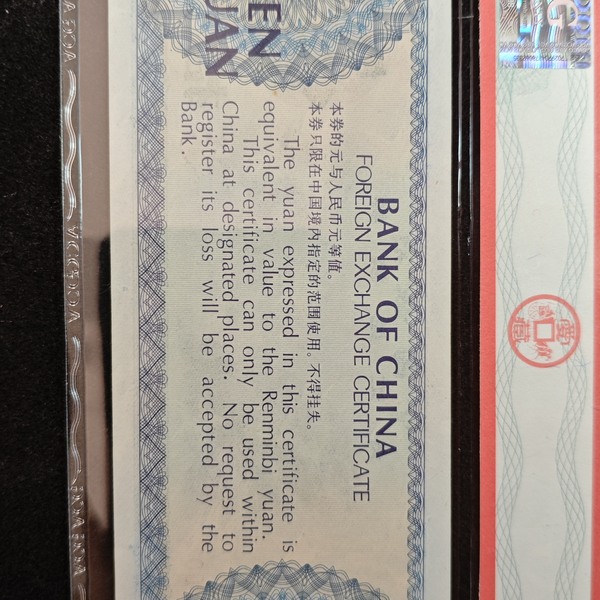 BANK OF CHINA
FOREIGN EXCHANGE CERTIFICATE
本券的元与人民币元等值。
本券只限在中国境内指定的范围使用。不得挂失。
The yuan expressed in this certificate is
equivalent in value to the Renminbi yuan.
This certificate can only be used within
China at designated places. No request to
register its loss will be accepted by the
Bank.
EN
UAN